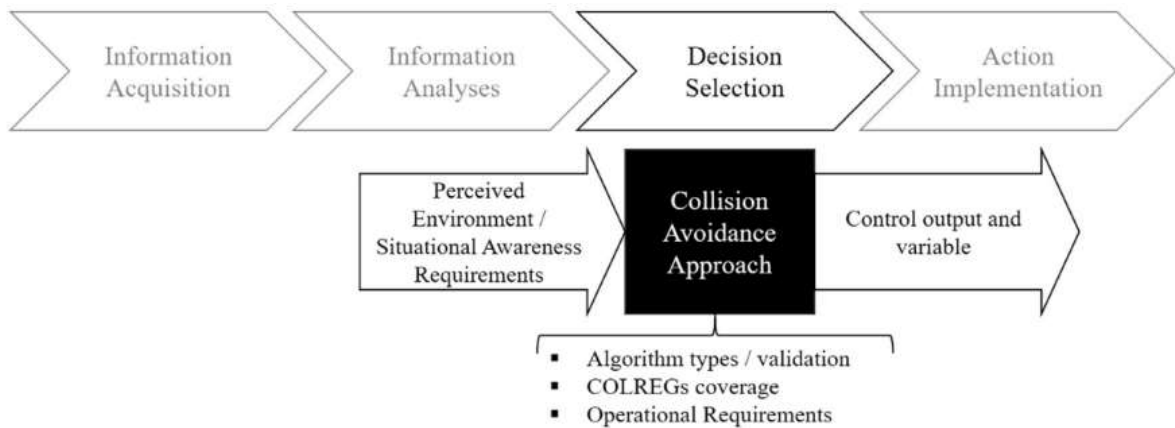 Information
Acquisition
Information
Analyses
Decision
Selection
Action
Implementation
Perceived
Environment /
Situational Awareness
Requirements
Collision
Avoidance
Approach
Control output and
variable
▪ Algorithm types / validation
▪ COLREGs coverage
▪ Operational Requirements